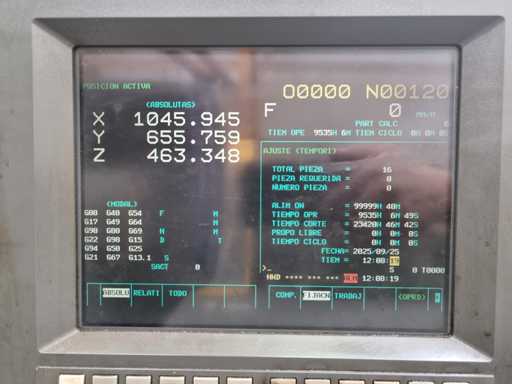 POSICION ACTIVA
O0000 N00120
(ABSOLUTAS)
X 1045.945
Y 655.759
Z 463.348
F 0
PART CALC
TIEM OPE 9535H 6M TIEM CICLO 0H 0M 0S
AJUSTE (TEMPORI)
TOTAL PIEZA = 16
PIEZA REQUERIDA = 0
NUMERO PIEZA = 0
ALIM ON = 99999H 40M
TIEMPO OPR = 9535H 6M 49S
TIEMPO CORTE = 23420H 46M 42S
PROPO LIBRE = 0H 0M 0S
TIEMPO CICLO = 0H 0M 0S
FECHA= 2025/09/25
TIEM = 12:08:19
(MODAL)
G00 G40 G54 F M
G17 G49 G64 M
G90 G80 G69 H M
G22 G98 G15 D T
G94 G50 G25
G21 G67 G13.1 S
SACT 0
>_
S 0 T0000
HND **** *** *** ALM 12:08:19
ABSOLU RELATI TODO
COMP. FIJACN TRABAJ (OPRD)